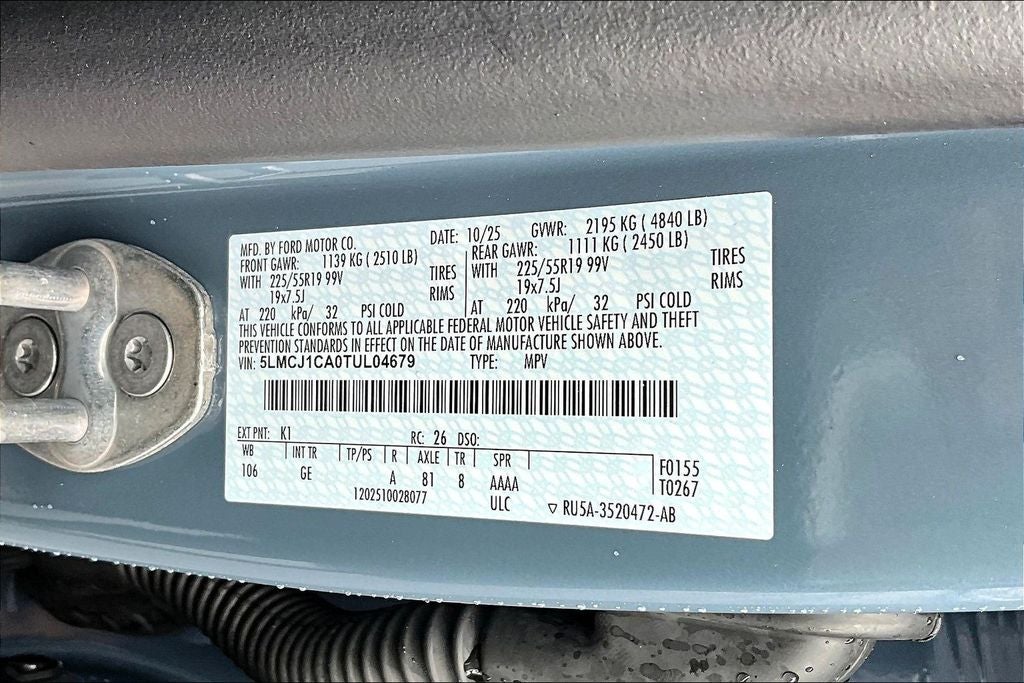 MFD. BY FORD MOTOR CO. DATE: 10/25 GVWR: 2195 KG ( 4840 LB)
FRONT GAWR: 1139 KG ( 2510 LB) REAR GAWR: 1111 KG ( 2450 LB)
WITH 225/55R19 99V TIRES WITH 225/55R19 99V TIRES
19x7.5J RIMS 19x7.5J RIMS
AT 220 kPa/ 32 PSI COLD AT 220 kPa/ 32 PSI COLD
THIS VEHICLE CONFORMS TO ALL APPLICABLE FEDERAL MOTOR VEHICLE SAFETY AND THEFT
PREVENTION STANDARDS IN EFFECT ON THE DATE OF MANUFACTURE SHOWN ABOVE.
VIN: 5LMCJ1CA0TUL04679 TYPE: MPV
EXT PNT: K1 RC: 26 DSO:
WB INT TR TP/PS R AXLE TR SPR F0155
106 GE A 81 8 AAAA T0267
1202510028077 ULC ▽ RU5A-3520472-AB